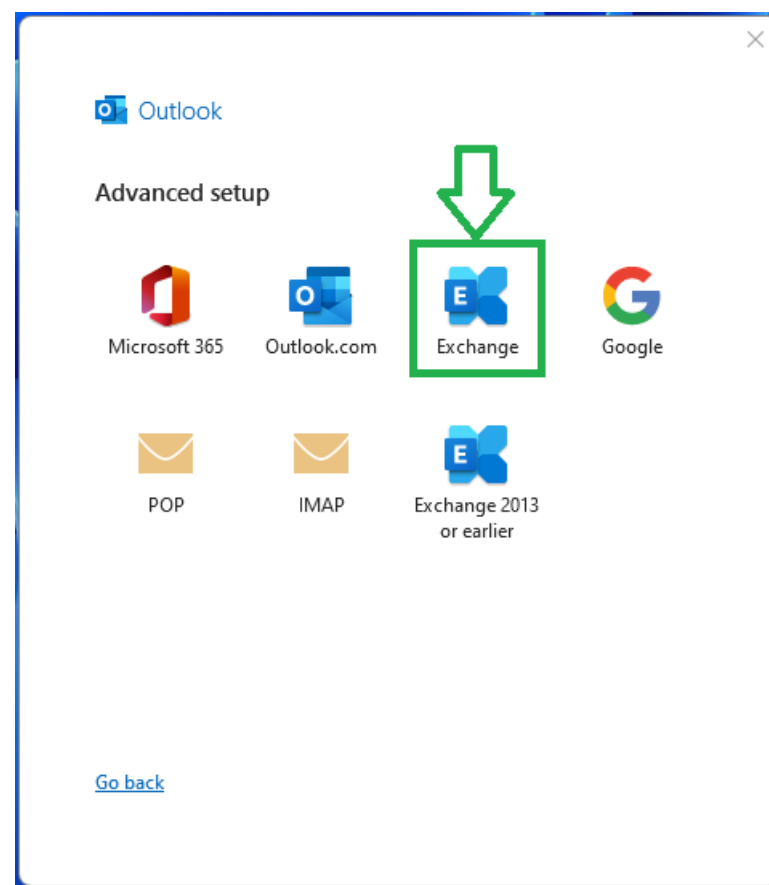 Outlook
Advanced setup
Microsoft 365 Outlook.com Exchange Google
POP IMAP Exchange 2013
or earlier
Go back